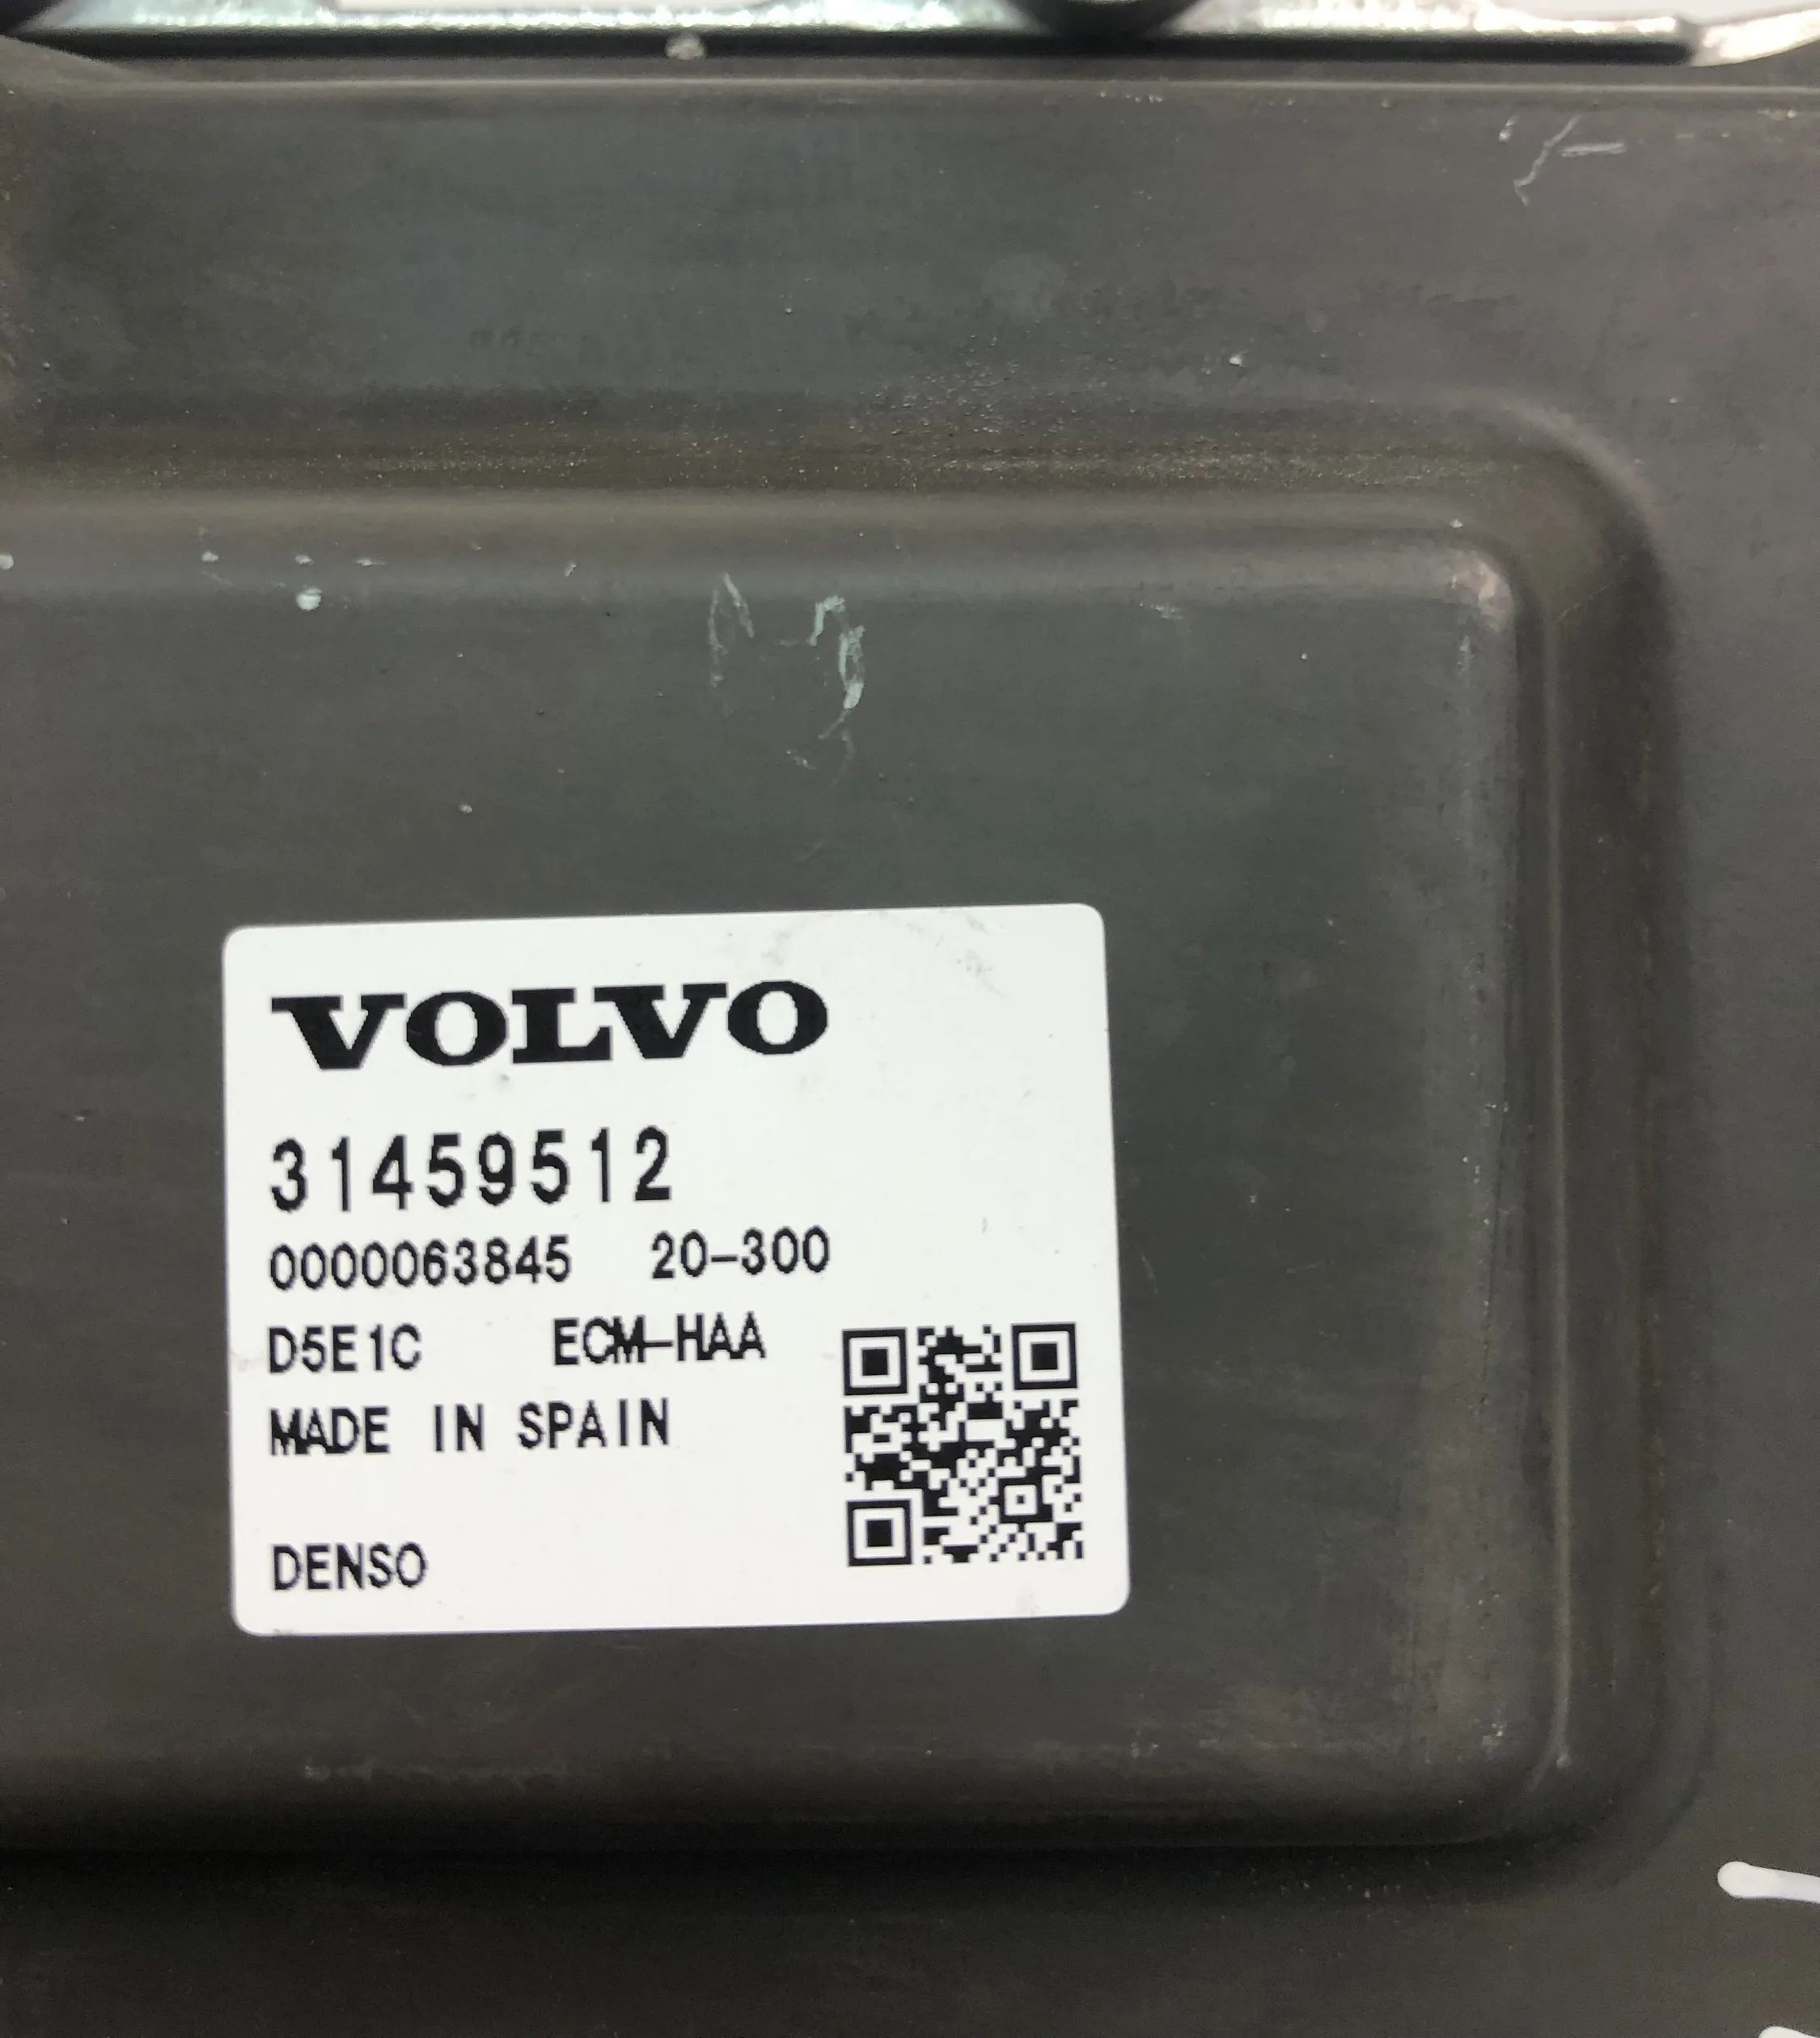 VOLVO
31459512
0000063845 20-300
D5E1C ECM-HAA
MADE IN SPAIN
DENSO